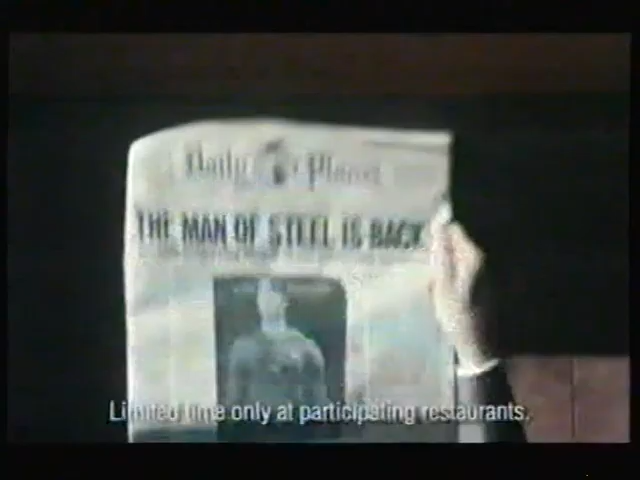 Daily Planet
THE MAN OF STEEL IS BACK
Limited time only at participating restaurants.